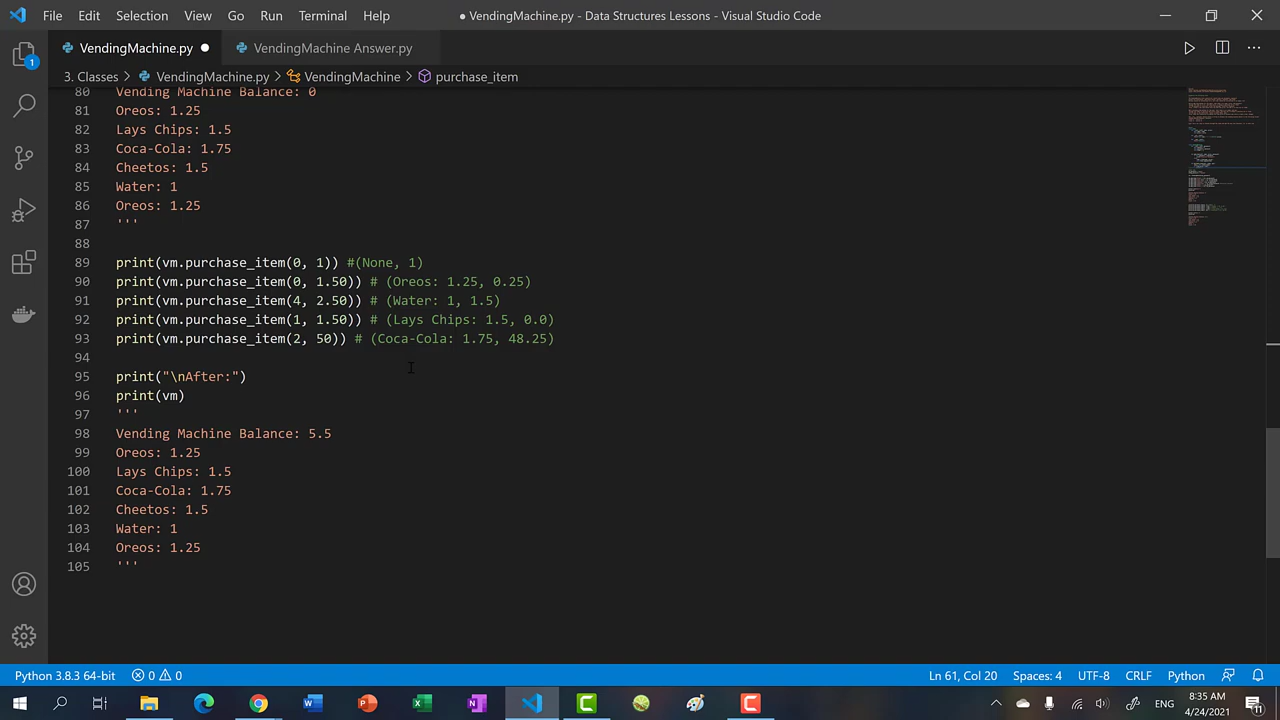 File Edit Selection View Go Run Terminal Help ● VendingMachine.py - Data Structures Lessons - Visual Studio Code
VendingMachine.py ● VendingMachine Answer.py
3. Classes > VendingMachine.py > VendingMachine > purchase_item
80 Vending Machine Balance: 0
81 Oreos: 1.25
82 Lays Chips: 1.5
83 Coca-Cola: 1.75
84 Cheetos: 1.5
85 Water: 1
86 Oreos: 1.25
87 '''
88
89 print(vm.purchase_item(0, 1)) #(None, 1)
90 print(vm.purchase_item(0, 1.50)) # (Oreos: 1.25, 0.25)
91 print(vm.purchase_item(4, 2.50)) # (Water: 1, 1.5)
92 print(vm.purchase_item(1, 1.50)) # (Lays Chips: 1.5, 0.0)
93 print(vm.purchase_item(2, 50)) # (Coca-Cola: 1.75, 48.25)
94
95 print("\nAfter:")
96 print(vm)
97 '''
98 Vending Machine Balance: 5.5
99 Oreos: 1.25
100 Lays Chips: 1.5
101 Coca-Cola: 1.75
102 Cheetos: 1.5
103 Water: 1
104 Oreos: 1.25
105 '''
Python 3.8.3 64-bit 0 0 Ln 61, Col 20 Spaces: 4 UTF-8 CRLF Python
ENG 8:35 AM
4/24/2021